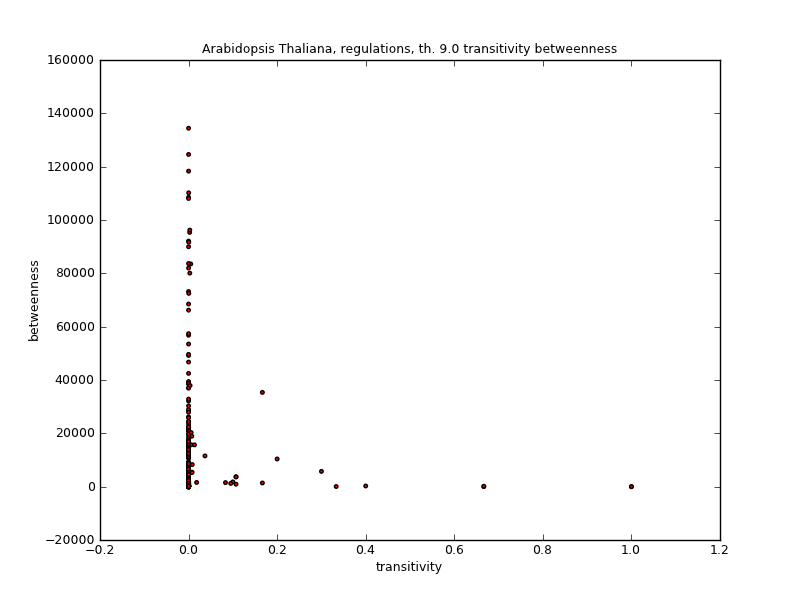 Arabidopsis Thaliana, regulations, th. 9.0 transitivity betweenness
160000
140000
120000
100000
80000
60000
40000
20000
0
−20000
betweenness
−0.2 0.0 0.2 0.4 0.6 0.8 1.0 1.2
transitivity